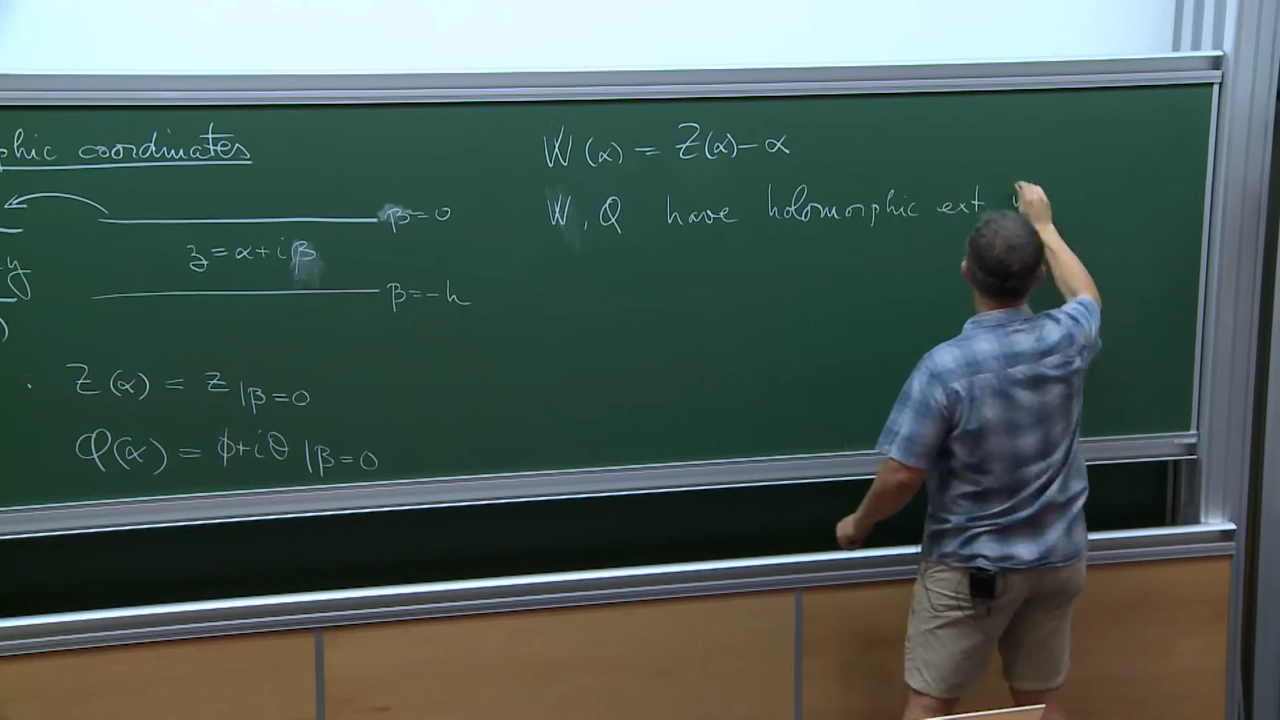 phic coordinates
β=0
z=α+iβ
y
β=-h
)
Z(α) = z|β=0
Q(α) = ϕ+iθ |β=0
W(α) = Z(α)-α
W, Q have holomorphic ext